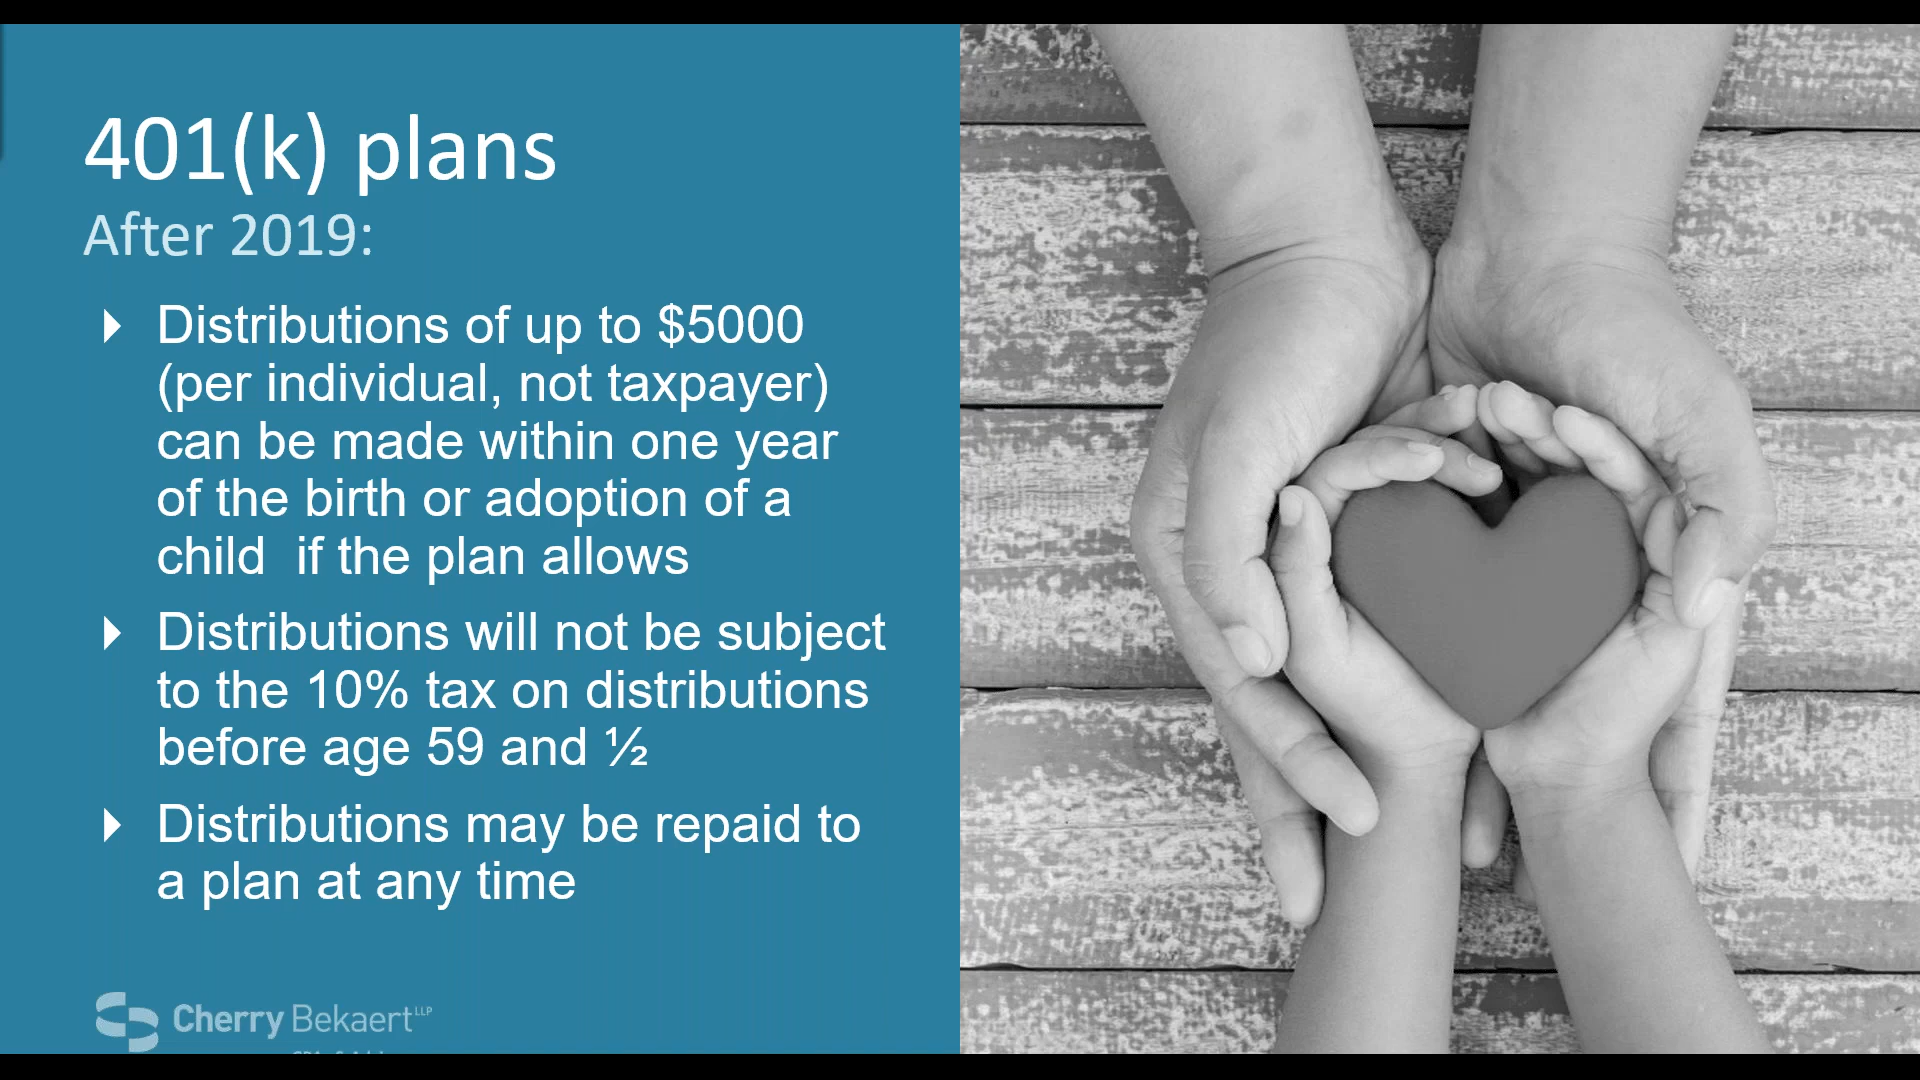 401(k) plans
After 2019:
Distributions of up to $5000
(per individual, not taxpayer)
can be made within one year
of the birth or adoption of a
child  if the plan allows
Distributions will not be subject
to the 10% tax on distributions
before age 59 and ½
Distributions may be repaid to
a plan at any time
Cherry Bekaert LLP